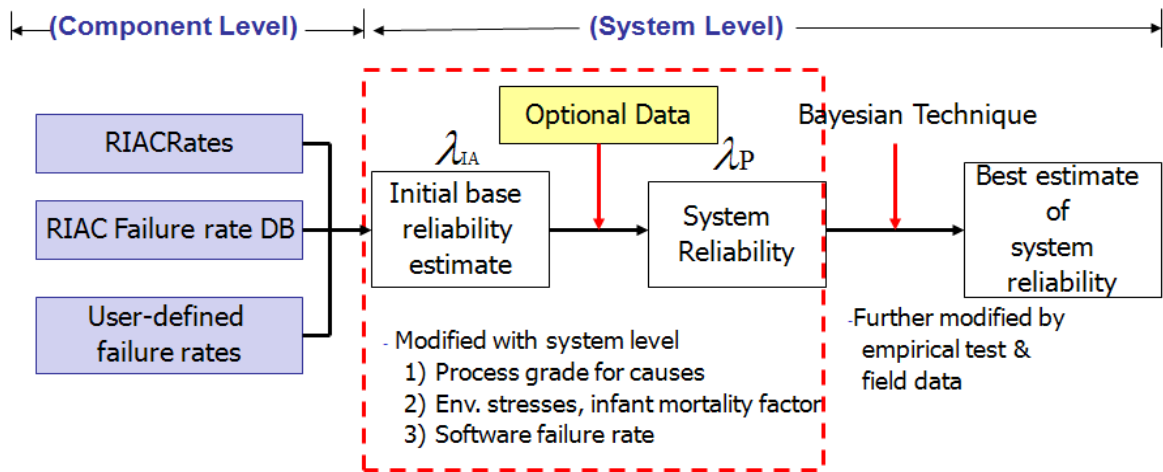 (Component Level)
(System Level)
RIACRates
RIAC Failure rate DB
User-defined
failure rates
Optional Data
λIA
Initial base
reliability
estimate
λP
System
Reliability
Bayesian Technique
Best estimate
of
system
reliability
- Modified with system level
1) Process grade for causes
2) Env. stresses, infant mortality factor
3) Software failure rate
-Further modified by
empirical test &
field data